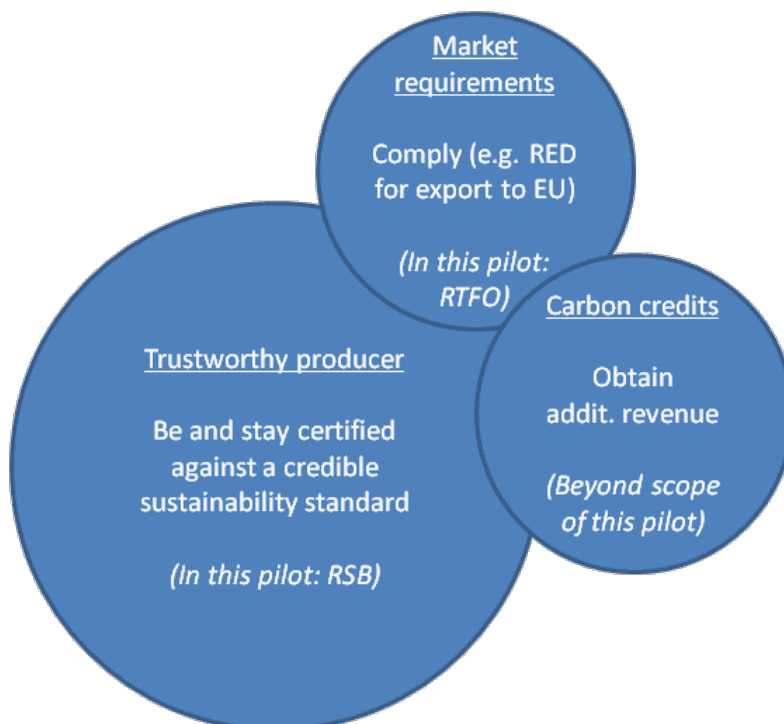 Market
requirements
Comply (e.g. RED
for export to EU)
(In this pilot:
RTFO)
Carbon credits
Obtain
addit. revenue
(Beyond scope
of this pilot)
Trustworthy producer
Be and stay certified
against a credible
sustainability standard
(In this pilot: RSB)